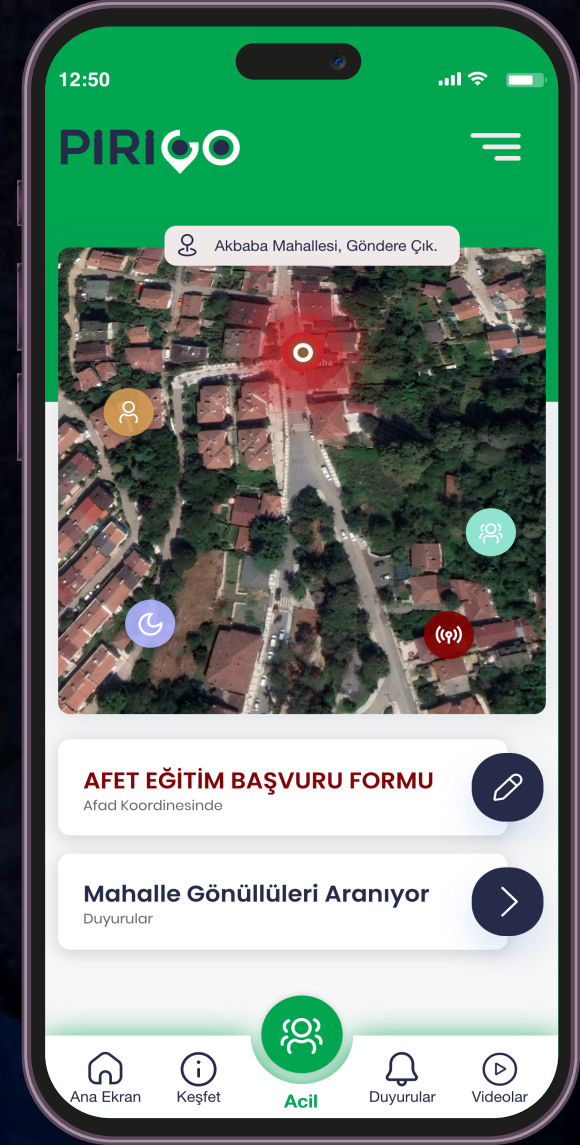 12:50
PIRIGO
Akbaba Mahallesi, Göndere Çık.
AFET EĞİTİM BAŞVURU FORMU
Afad Koordinesinde
Mahalle Gönüllüleri Aranıyor
Duyurular
Ana Ekran
Keşfet
Acil
Duyurular
Videolar